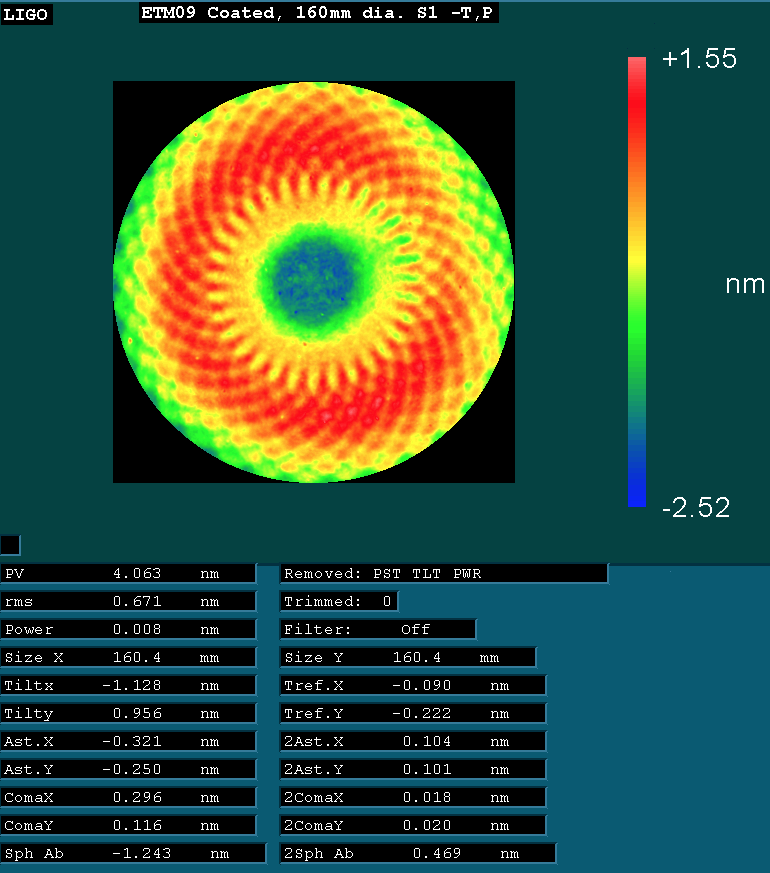 LIGO
ETM09 Coated, 160mm dia. S1 -T,P
+1.55
nm
-2.52
PV 4.063 nm
Removed: PST TLT PWR
rms 0.671 nm
Trimmed: 0
Power 0.008 nm
Filter: Off
Size X 160.4 mm
Size Y 160.4 mm
Tiltx -1.128 nm
Tref.X -0.090 nm
Tilty 0.956 nm
Tref.Y -0.222 nm
Ast.X -0.321 nm
2Ast.X 0.104 nm
Ast.Y -0.250 nm
2Ast.Y 0.101 nm
ComaX 0.296 nm
2ComaX 0.018 nm
ComaY 0.116 nm
2ComaY 0.020 nm
Sph Ab -1.243 nm
2Sph Ab 0.469 nm